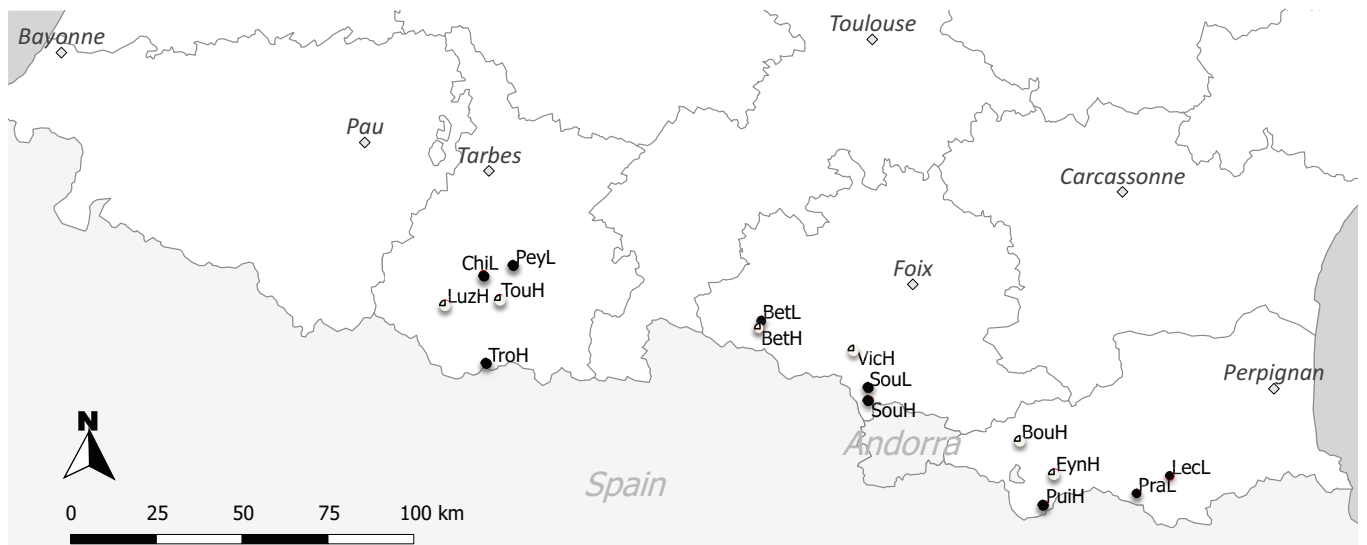 Toulouse
Bayonne
Pau
Tarbes
Carcassonne
PeyL
ChiL
Foix
LuzH
TouH
BetL
BetH
TroH
VicH
Perpignan
SouL
SouH
N
BouH
Andorra
EynH
LecL
Spain
PraL
PuiH
0 25 50 75 100 km